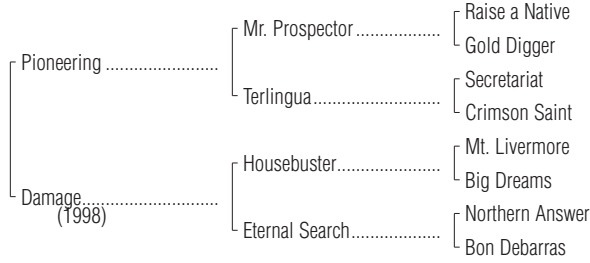 Raise a Native
Mr. Prospector ..................
Gold Digger
Pioneering ........................
Secretariat
Terlingua ...........................
Crimson Saint
Mt. Livermore
Housebuster ......................
Big Dreams
Damage .............................
(1998)
Northern Answer
Eternal Search ...................
Bon Debarras